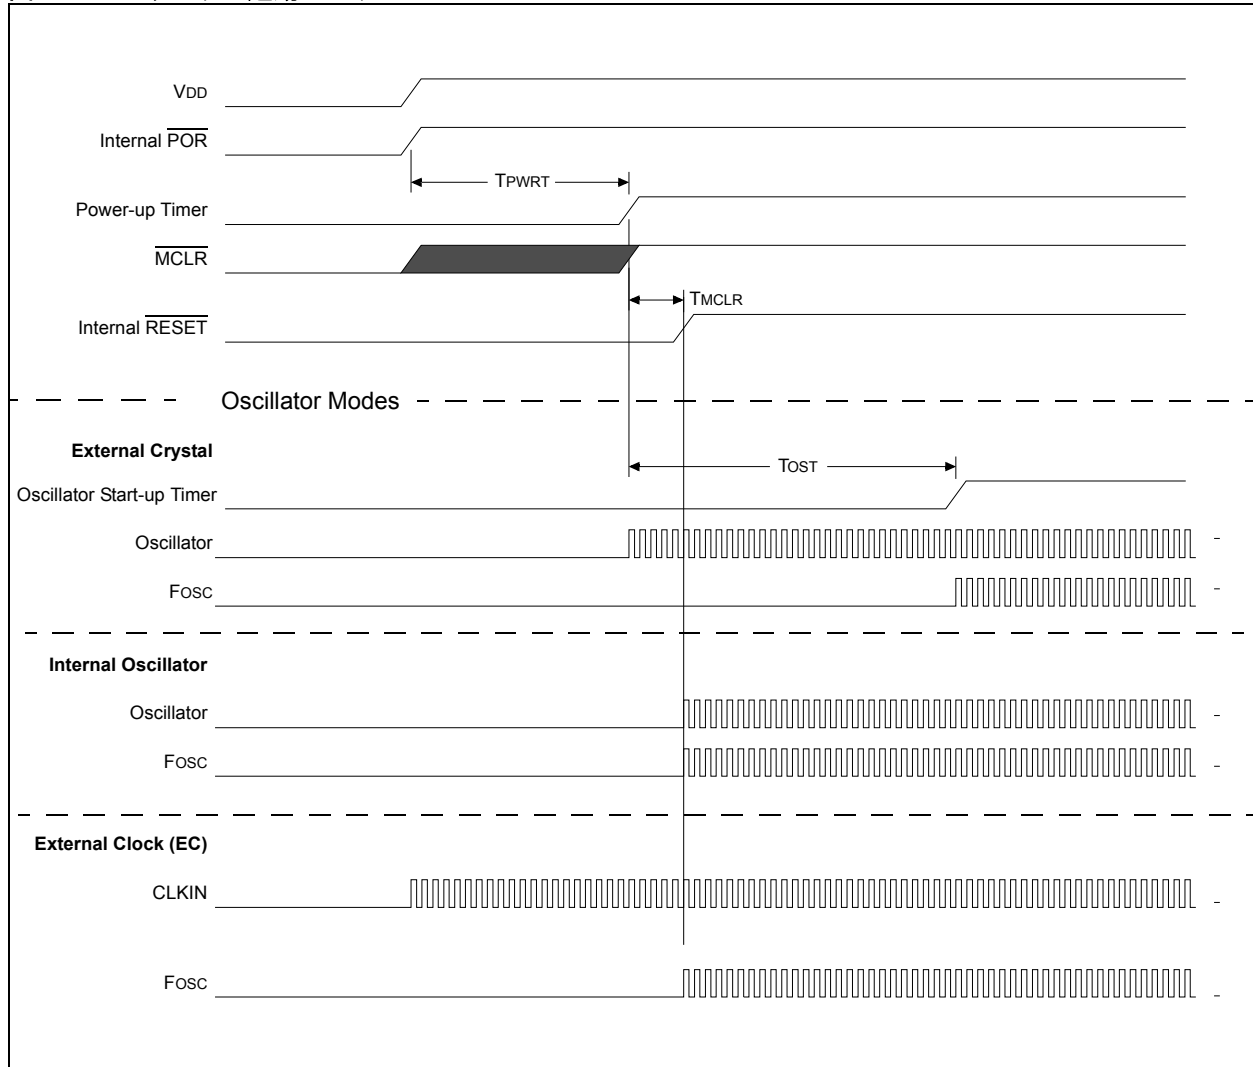 VDD
Internal POR
TPWRT
Power-up Timer
MCLR
TMCLR
Internal RESET
Oscillator Modes
External Crystal
TOST
Oscillator Start-up Timer
Oscillator
FOSC
Internal Oscillator
Oscillator
FOSC
External Clock (EC)
CLKIN
FOSC